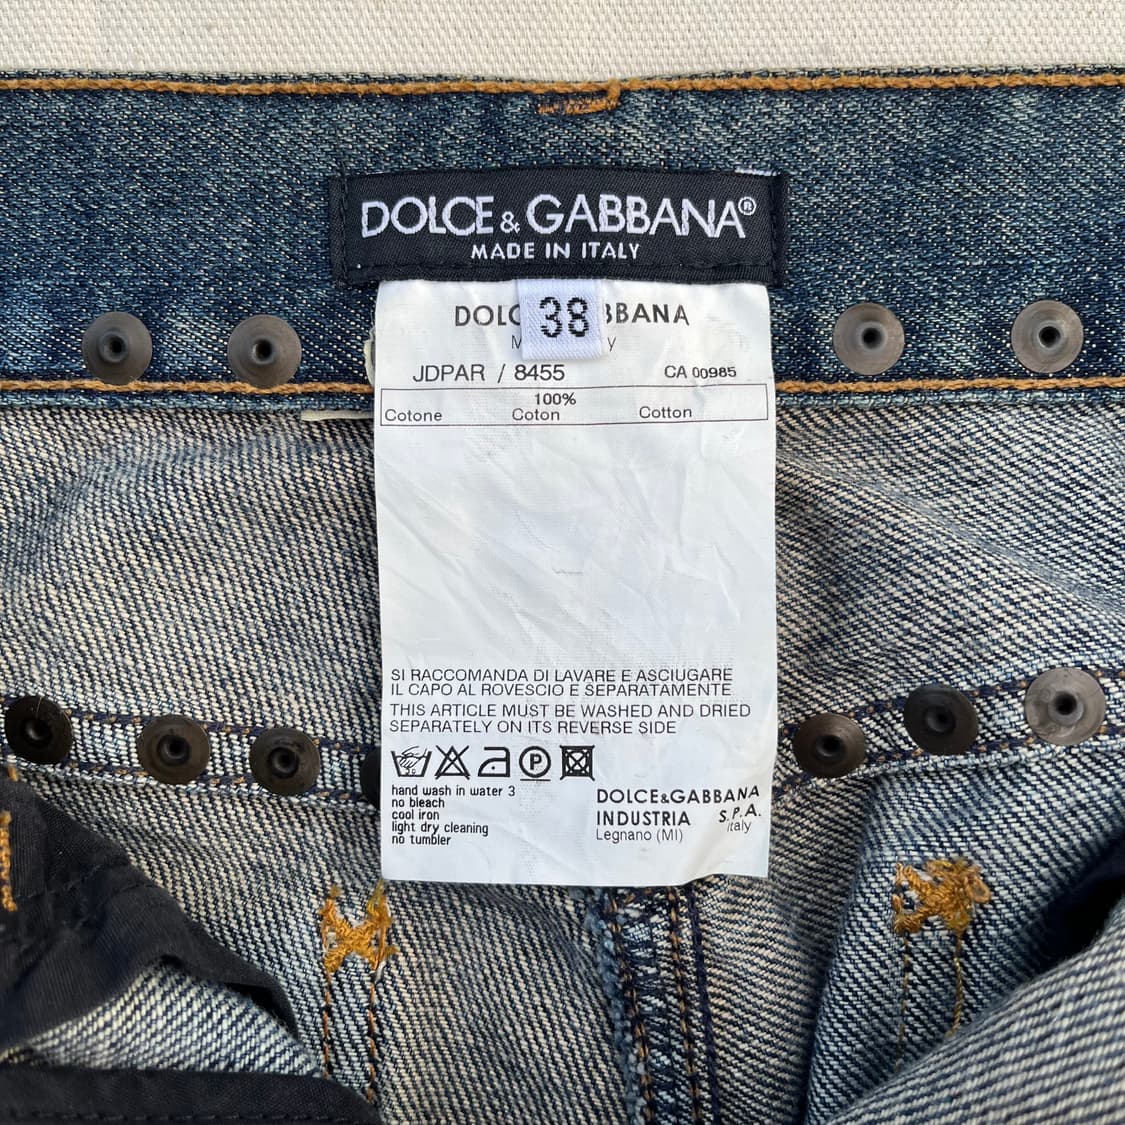 DOLCE & GABBANA®
MADE IN ITALY
38
JDPAR / 8455 CA 00985
100%
Cotone Coton Cotton
SI RACCOMANDA DI LAVARE E ASCIUGARE
IL CAPO AL ROVESCIO E SEPARATAMENTE
THIS ARTICLE MUST BE WASHED AND DRIED
SEPARATELY ON ITS REVERSE SIDE
P
hand wash in water 3
no bleach
cool iron
light dry cleaning
no tumbler
DOLCE&GABBANA
INDUSTRIA S.P.A.
Legnano (MI) Italy